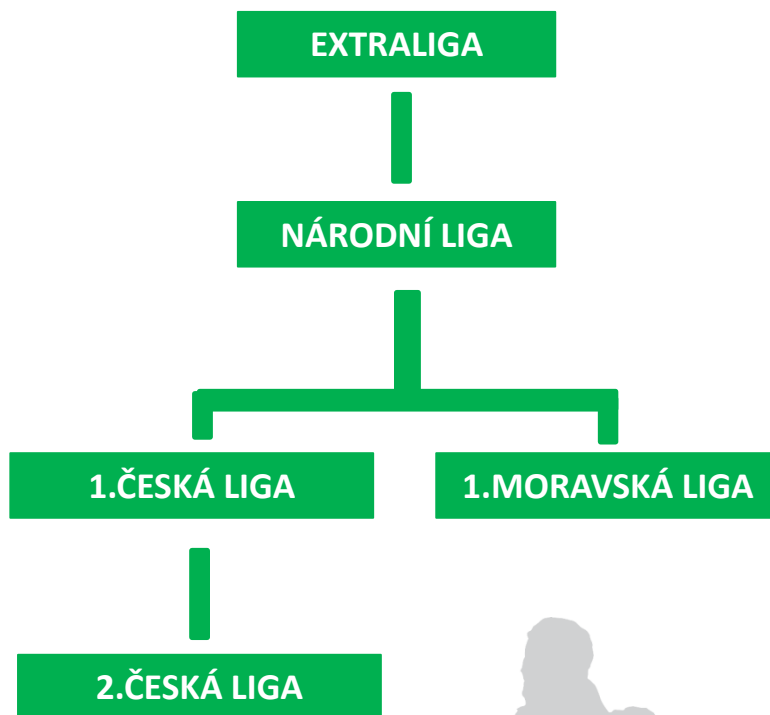 EXTRALIGA
NÁRODNÍ LIGA
1.ČESKÁ LIGA
1.MORAVSKÁ LIGA
2.ČESKÁ LIGA